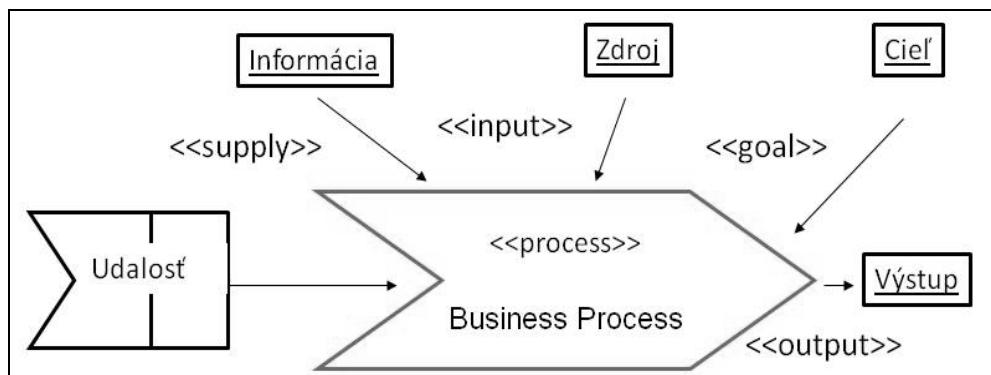 Informácia
Zdroj
Cieľ
<<supply>>
<<input>>
<<goal>>
Udalosť
<<process>>
Business Process
Výstup
<<output>>